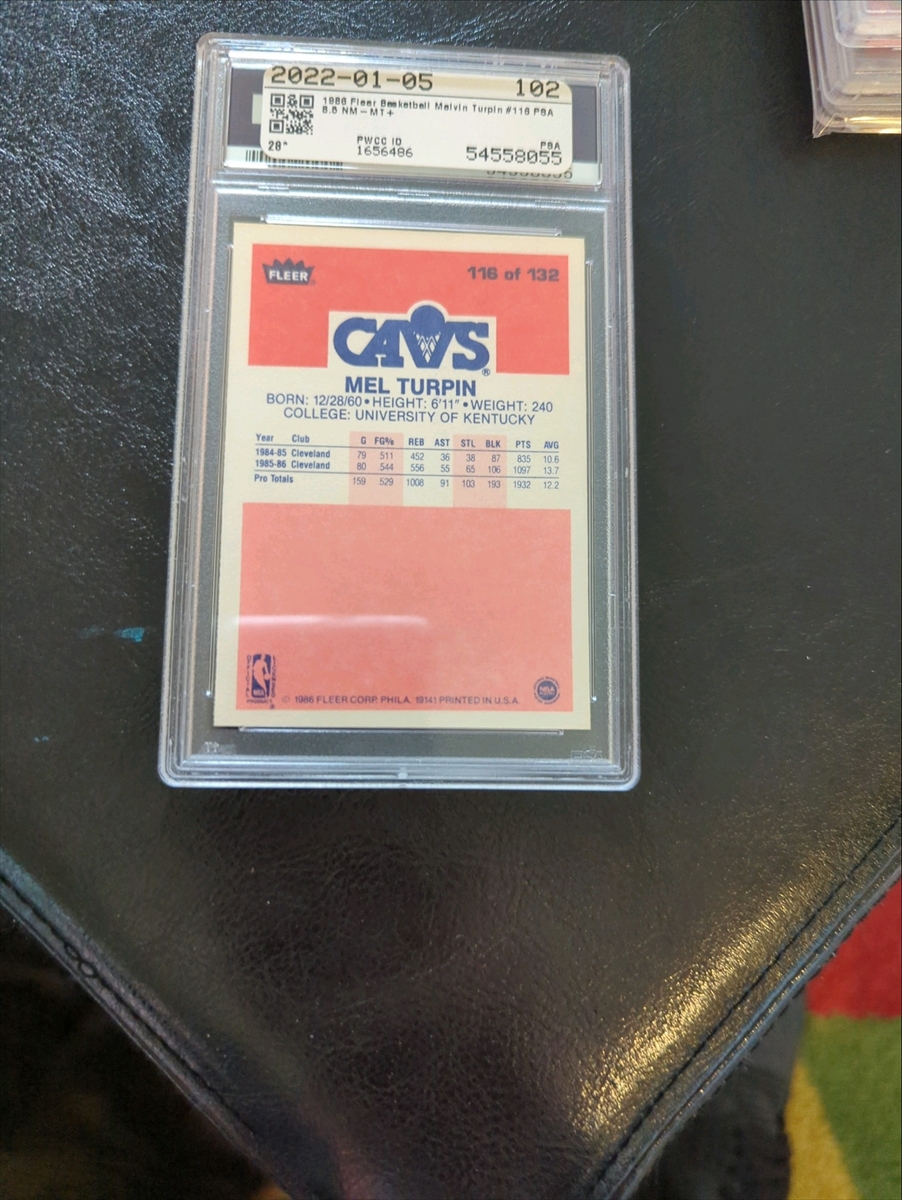 2022-01-05 102
1986 Fleer Basketball Melvin Turpin #116 PSA
8.5 NM-MT+
28" PWCC ID PSA
1656486 54558055
FLEER 116 of 132
CAVS
MEL TURPIN
BORN: 12/28/60 • HEIGHT: 6'11" • WEIGHT: 240
COLLEGE: UNIVERSITY OF KENTUCKY
Year Club G FG% REB AST STL BLK PTS AVG
1984-85 Cleveland 79 511 452 36 38 87 835 10.6
1985-86 Cleveland 80 544 556 55 65 106 1097 13.7
Pro Totals 159 529 1008 91 103 193 1932 12.2
NBA
© 1986 FLEER CORP. PHILA. 19141 PRINTED IN U.S.A.